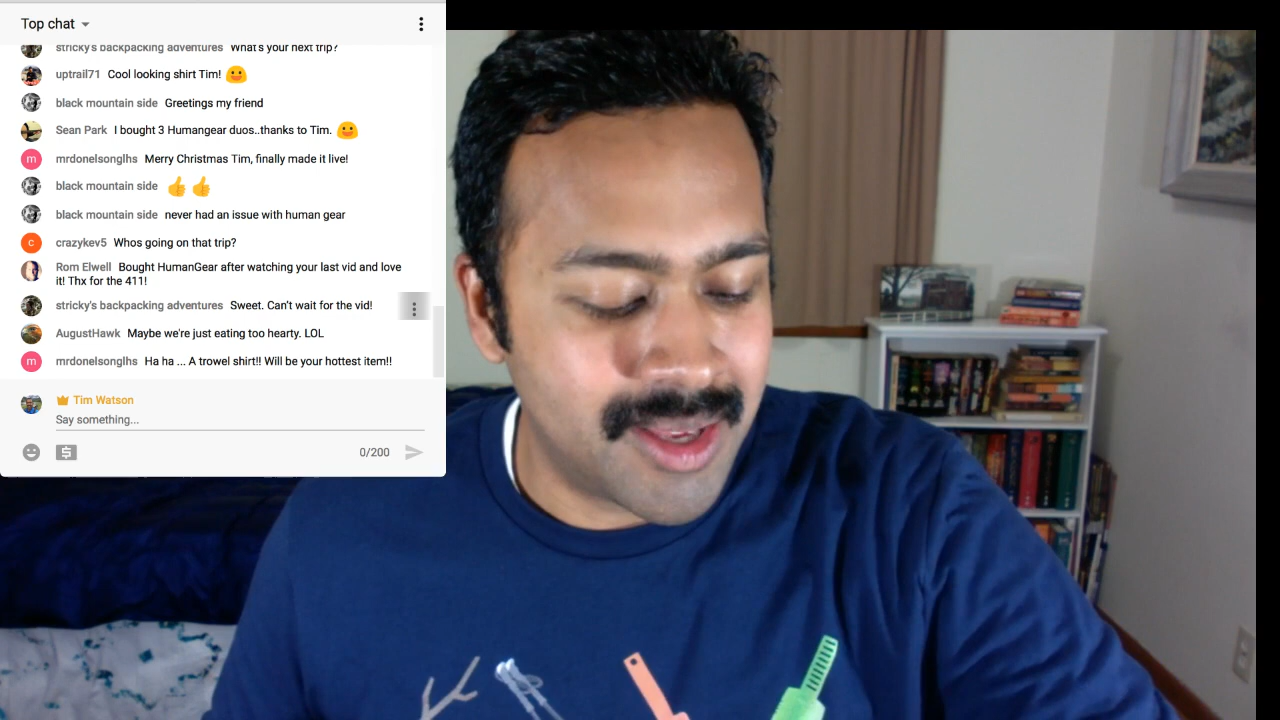 Top chat
stricky's backpacking adventures What's your next trip?
uptrail71 Cool looking shirt Tim!
black mountain side Greetings my friend
Sean Park I bought 3 Humangear duos..thanks to Tim.
m mrdonelsonglhs Merry Christmas Tim, finally made it live!
black mountain side
black mountain side never had an issue with human gear
c crazykev5 Whos going on that trip?
Rom Elwell Bought HumanGear after watching your last vid and love
it! Thx for the 411!
stricky's backpacking adventures Sweet. Can't wait for the vid!
AugustHawk Maybe we're just eating too hearty. LOL
m mrdonelsonglhs Ha ha ... A trowel shirt!! Will be your hottest item!!
Tim Watson
Say something...
$ 0/200